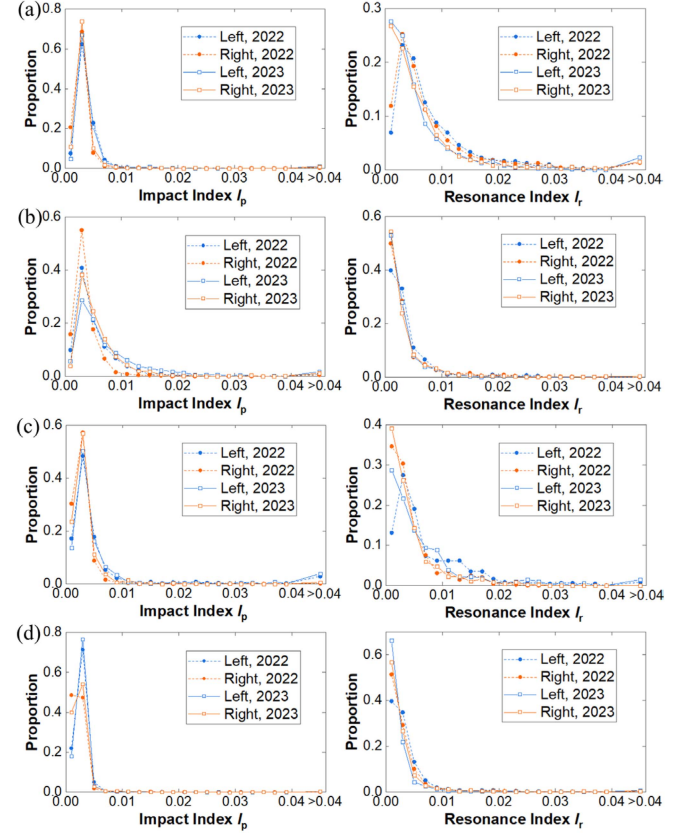 (a)
0.8
0.6
0.4
0.2
0.0
Proportion
Left, 2022
Right, 2022
Left, 2023
Right, 2023
0.00 0.01 0.02 0.03 0.04 >0.04
Impact Index Ip
0.3
0.2
0.1
0.0
Proportion
Left, 2022
Right, 2022
Left, 2023
Right, 2023
0.00 0.01 0.02 0.03 0.04 >0.04
Resonance Index Ir
(b)
0.6
0.4
0.2
0.0
Proportion
Left, 2022
Right, 2022
Left, 2023
Right, 2023
0.00 0.01 0.02 0.03 0.04 >0.04
Impact Index Ip
0.6
0.4
0.2
0.0
Proportion
Left, 2022
Right, 2022
Left, 2023
Right, 2023
0.00 0.01 0.02 0.03 0.04 >0.04
Resonance Index Ir
(c)
0.6
0.4
0.2
0.0
Proportion
Left, 2022
Right, 2022
Left, 2023
Right, 2023
0.00 0.01 0.02 0.03 0.04 >0.04
Impact Index Ip
0.4
0.3
0.2
0.1
0.0
Proportion
Left, 2022
Right, 2022
Left, 2023
Right, 2023
0.00 0.01 0.02 0.03 0.04 >0.04
Resonance Index Ir
(d)
0.8
0.6
0.4
0.2
0.0
Proportion
Left, 2022
Right, 2022
Left, 2023
Right, 2023
0.00 0.01 0.02 0.03 0.04 >0.04
Impact Index Ip
0.8
0.6
0.4
0.2
0.0
Proportion
Left, 2022
Right, 2022
Left, 2023
Right, 2023
0.00 0.01 0.02 0.03 0.04 >0.04
Resonance Index Ir